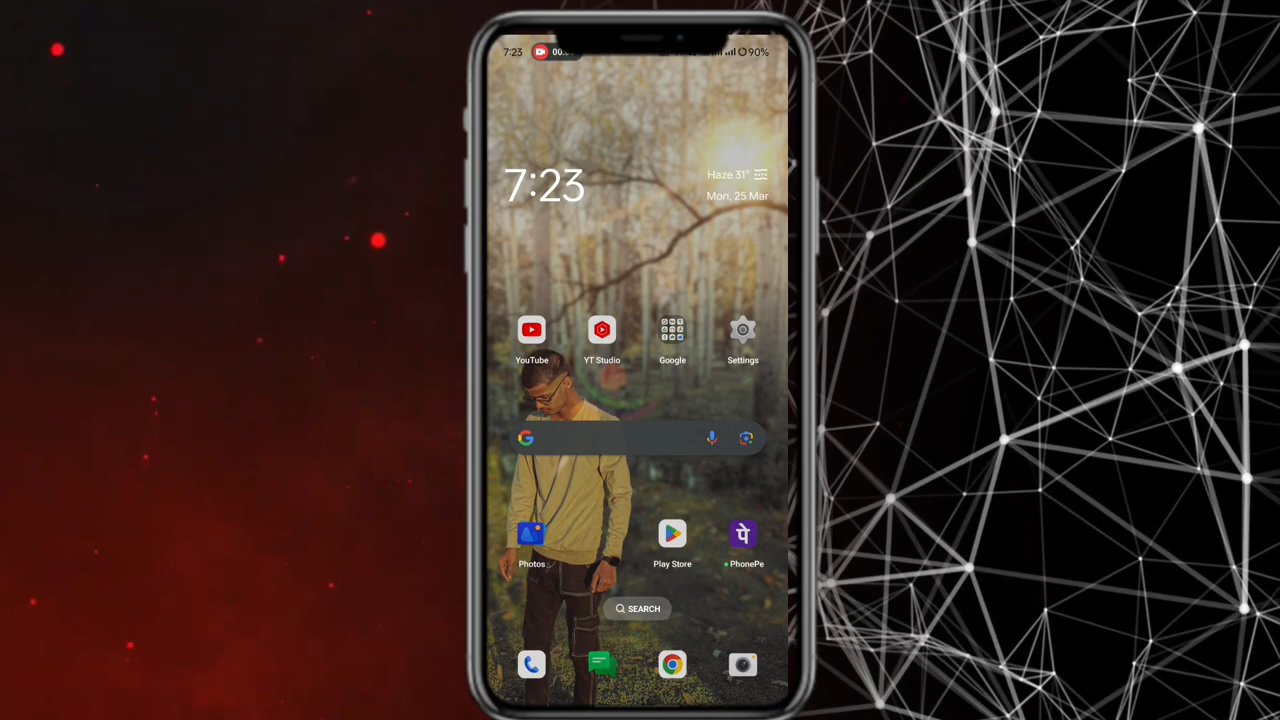 7:23
90%
7:23
Haze 31°
Mon, 25 Mar
YouTube
YT Studio
Google
Settings
Photos
Play Store
PhonePe
SEARCH